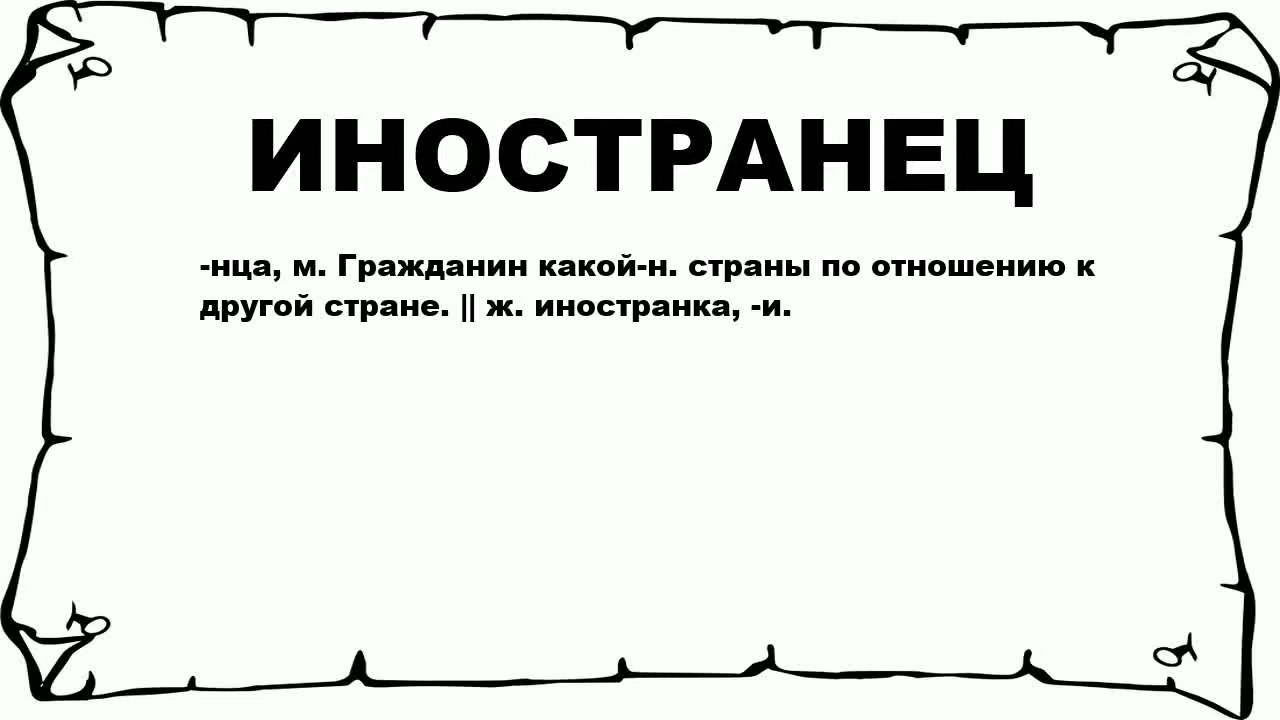 ИНОСТРАНЕЦ
-нца, м. Гражданин какой-н. страны по отношению к
другой стране. || ж. иностранка, -и.